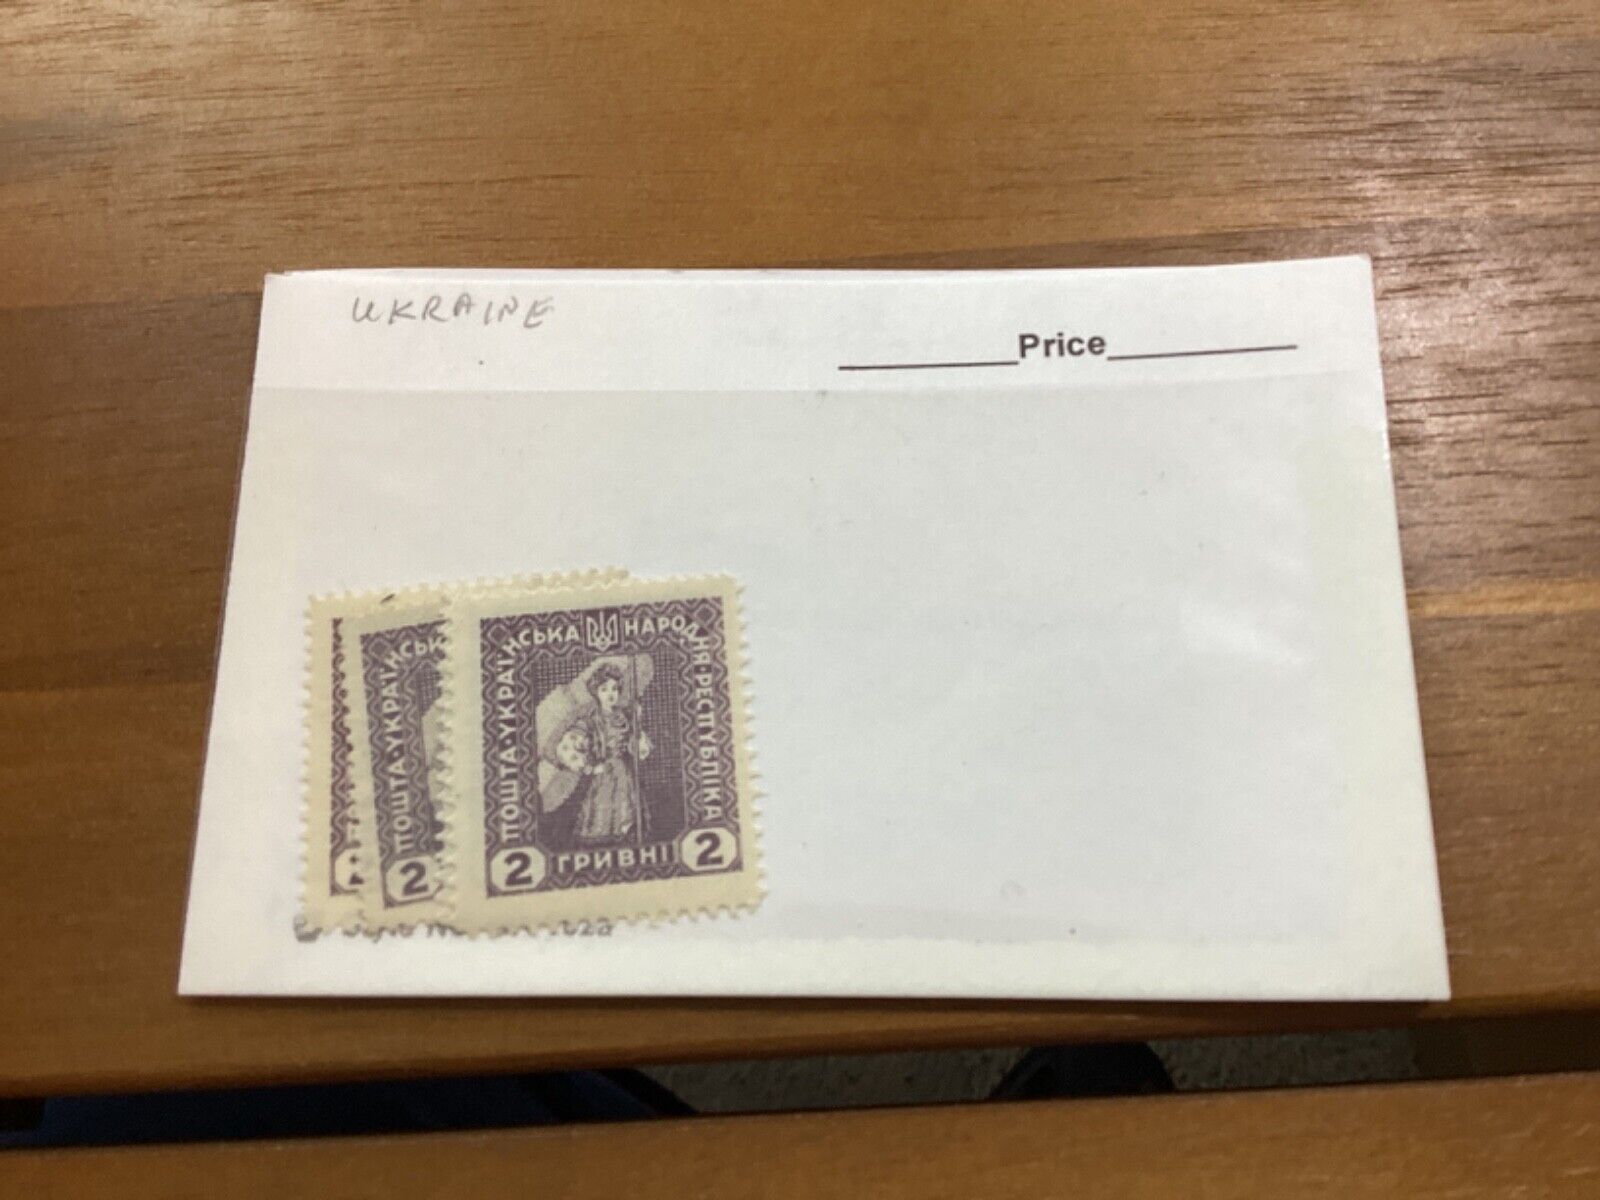 UKRAINE
Price
ПОШТА·УКРАЇНСЬКА НАРОДНЯ·РЕСПУБЛІКА
2 ГРИВНІ 2
ПОШТА·УКРАЇНСЬК
2